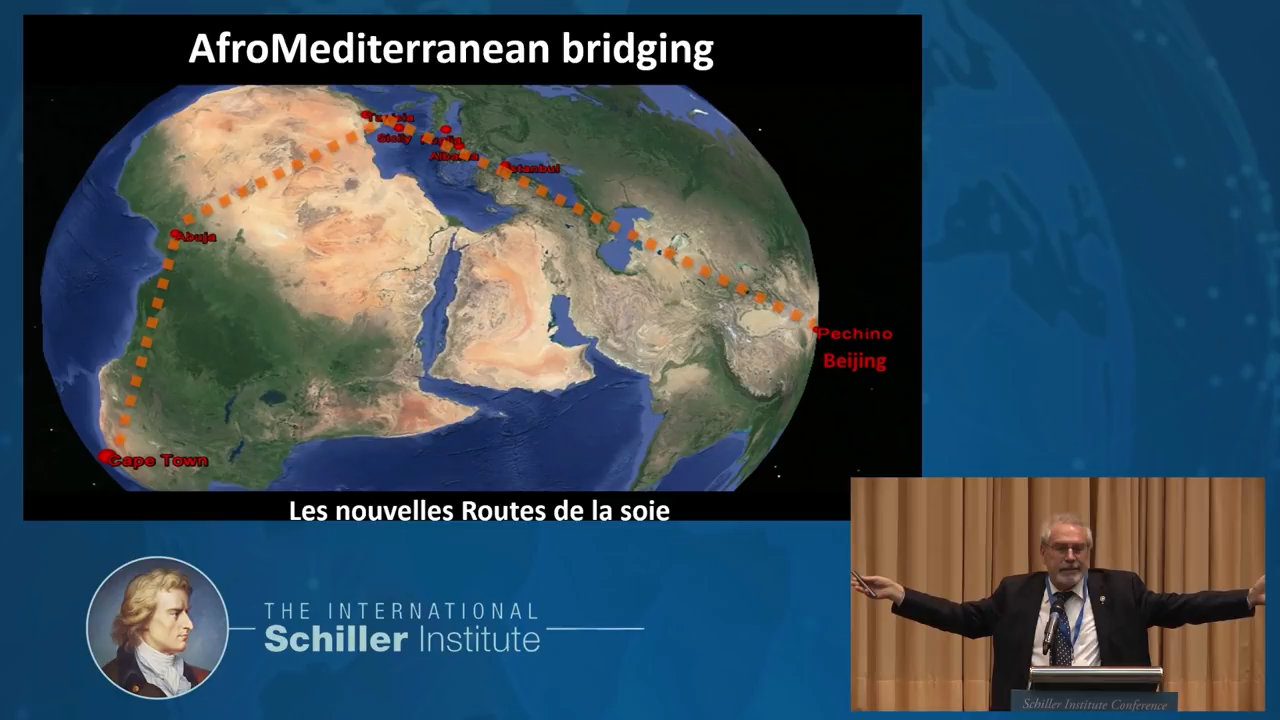 AfroMediterranean bridging
Tunisia
Sicily
Istanbul
Abuja
Pechino
Beijing
Cape Town
Les nouvelles Routes de la soie
THE INTERNATIONAL
Schiller Institute
Schiller Institute Conference